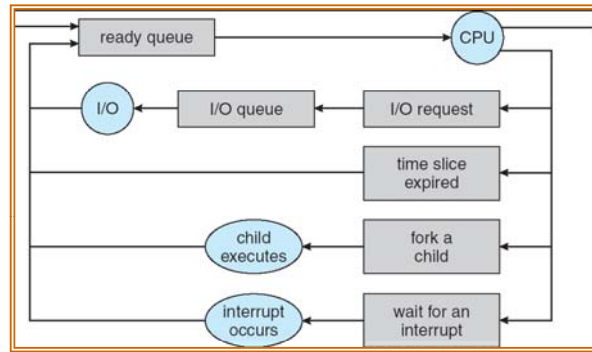 ready queue
CPU
I/O
I/O queue
I/O request
time slice
expired
child
executes
fork a
child
interrupt
occurs
wait for an
interrupt